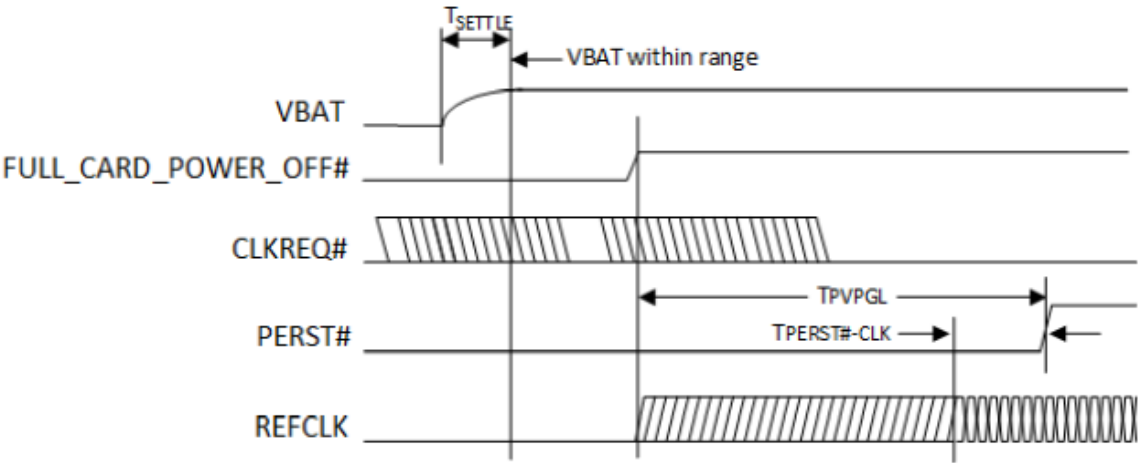 TSETTLE
VBAT within range
VBAT
FULL_CARD_POWER_OFF#
CLKREQ#
TPVPGL
PERST#
TPERST#-CLK
REFCLK